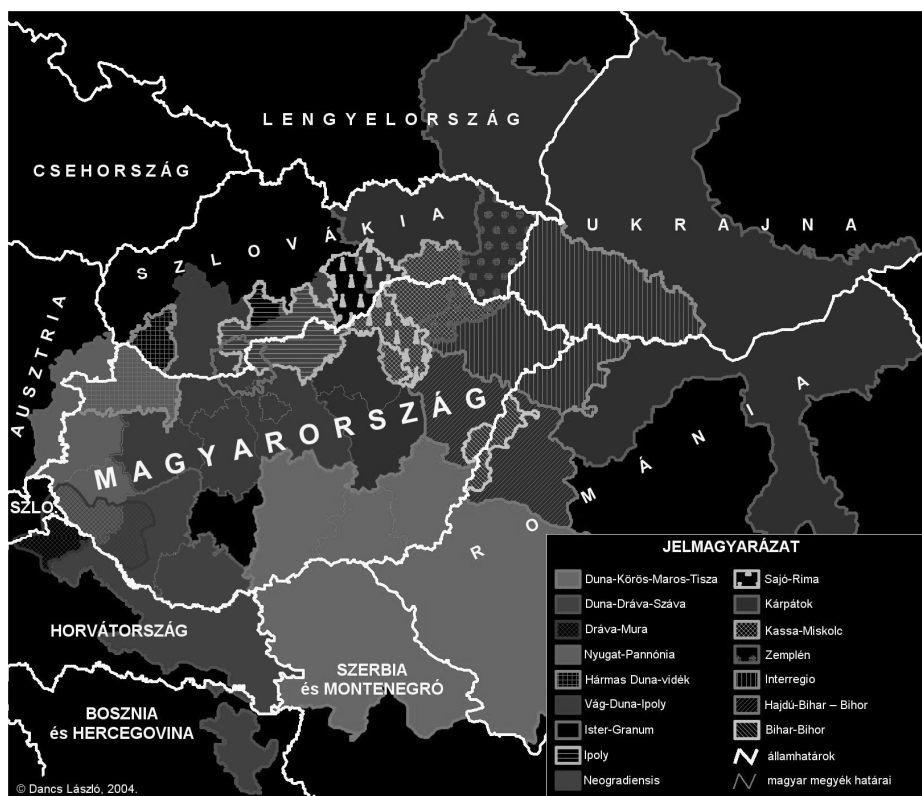 LENGYELORSZÁG
CSEHORSZÁG
UKRAJNA
SZLOVÁKIA
AUSZTRIA
MAGYARORSZÁG
ROMÁNIA
SZLO.
HORVÁTORSZÁG
SZERBIA
és MONTENEGRÓ
BOSZNIA
és HERCEGOVINA
© Dancs László, 2004.
JELMAGYARÁZAT
Duna-Körös-Maros-Tisza
Duna-Dráva-Száva
Dráva-Mura
Nyugat-Pannónia
Hármas Duna-vidék
Vág-Duna-Ipoly
Ister-Granum
Ipoly
Neogradiensis
Sajó-Rima
Kárpátok
Kassa-Miskolc
Zemplén
Interregio
Hajdú-Bihar – Bihor
Bihar-Bihor
államhatárok
magyar megyék határai